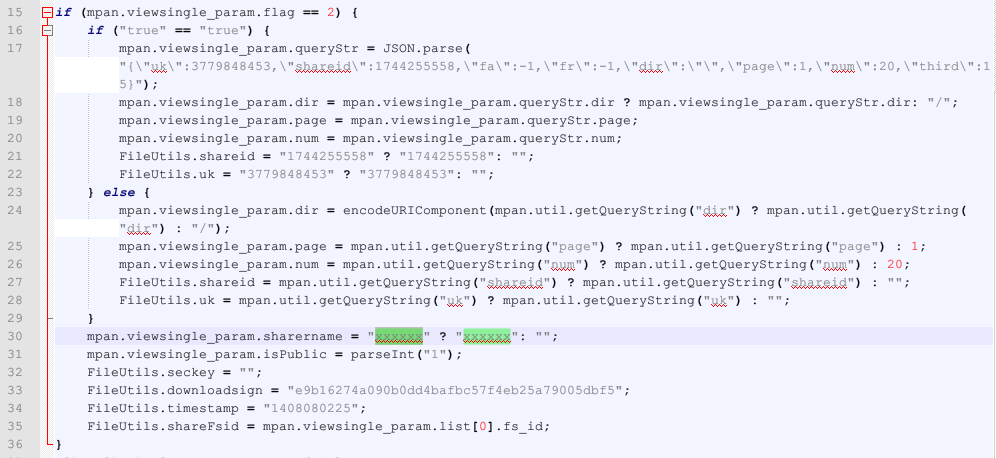 15 if (mpan.viewsingle_param.flag == 2) {
16 if ("true" == "true") {
17 mpan.viewsingle_param.queryStr = JSON.parse(
"{\"uk\":3779848453,\"shareid\":1744255558,\"fa\":-1,\"fr\":-1,\"dir\":\"\",\"page\":1,\"num\":20,\"third\":1
5}");
18 mpan.viewsingle_param.dir = mpan.viewsingle_param.queryStr.dir ? mpan.viewsingle_param.queryStr.dir: "/";
19 mpan.viewsingle_param.page = mpan.viewsingle_param.queryStr.page;
20 mpan.viewsingle_param.num = mpan.viewsingle_param.queryStr.num;
21 FileUtils.shareid = "1744255558" ? "1744255558": "";
22 FileUtils.uk = "3779848453" ? "3779848453": "";
23 } else {
24 mpan.viewsingle_param.dir = encodeURIComponent(mpan.util.getQueryString("dir") ? mpan.util.getQueryString(
"dir") : "/");
25 mpan.viewsingle_param.page = mpan.util.getQueryString("page") ? mpan.util.getQueryString("page") : 1;
26 mpan.viewsingle_param.num = mpan.util.getQueryString("num") ? mpan.util.getQueryString("num") : 20;
27 FileUtils.shareid = mpan.util.getQueryString("shareid") ? mpan.util.getQueryString("shareid") : "";
28 FileUtils.uk = mpan.util.getQueryString("uk") ? mpan.util.getQueryString("uk") : "";
29 }
30 mpan.viewsingle_param.sharername = "xxxxxx" ? "xxxxxx": "";
31 mpan.viewsingle_param.isPublic = parseInt("1");
32 FileUtils.seckey = "";
33 FileUtils.downloadsign = "e9b16274a090b0dd4bafbc57f4eb25a79005dbf5";
34 FileUtils.timestamp = "1408080225";
35 FileUtils.shareFsid = mpan.viewsingle_param.list[0].fs_id;
36 }